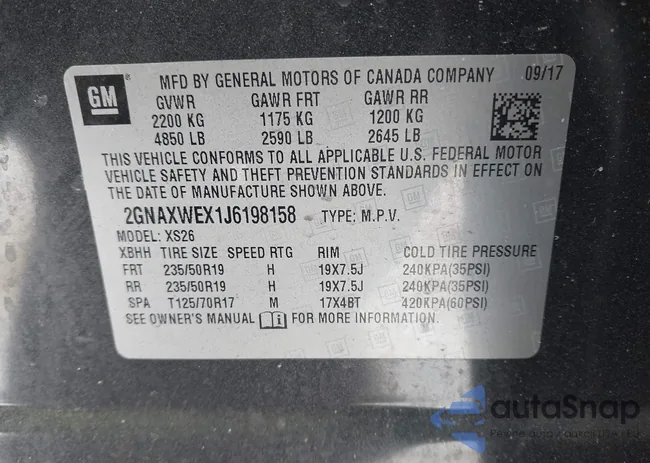 GM
MFD BY GENERAL MOTORS OF CANADA COMPANY 09/17
GVWR GAWR FRT GAWR RR
2200 KG 1175 KG 1200 KG
4850 LB 2590 LB 2645 LB
THIS VEHICLE CONFORMS TO ALL APPLICABLE U.S. FEDERAL MOTOR
VEHICLE SAFETY AND THEFT PREVENTION STANDARDS IN EFFECT ON
THE DATE OF MANUFACTURE SHOWN ABOVE.
2GNAXWEX1J6198158 TYPE: M.P.V.
MODEL: XS26
XBHH TIRE SIZE SPEED RTG RIM COLD TIRE PRESSURE
FRT 235/50R19 H 19X7.5J 240KPA(35PSI)
RR 235/50R19 H 19X7.5J 240KPA(35PSI)
SPA T125/70R17 M 17X4BT 420KPA(60PSI)
SEE OWNER'S MANUAL FOR MORE INFORMATION.
autaSnap